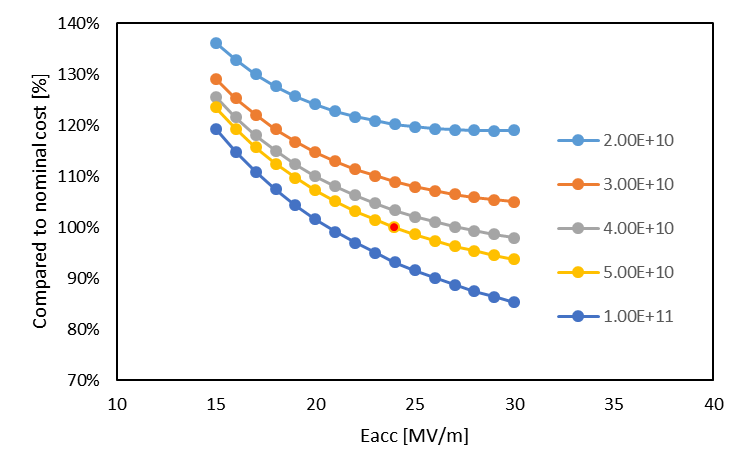 Compared to nominal cost [%]
140%
130%
120%
110%
100%
90%
80%
70%
10
15
20
25
30
35
40
Eacc [MV/m]
2.00E+10
3.00E+10
4.00E+10
5.00E+10
1.00E+11